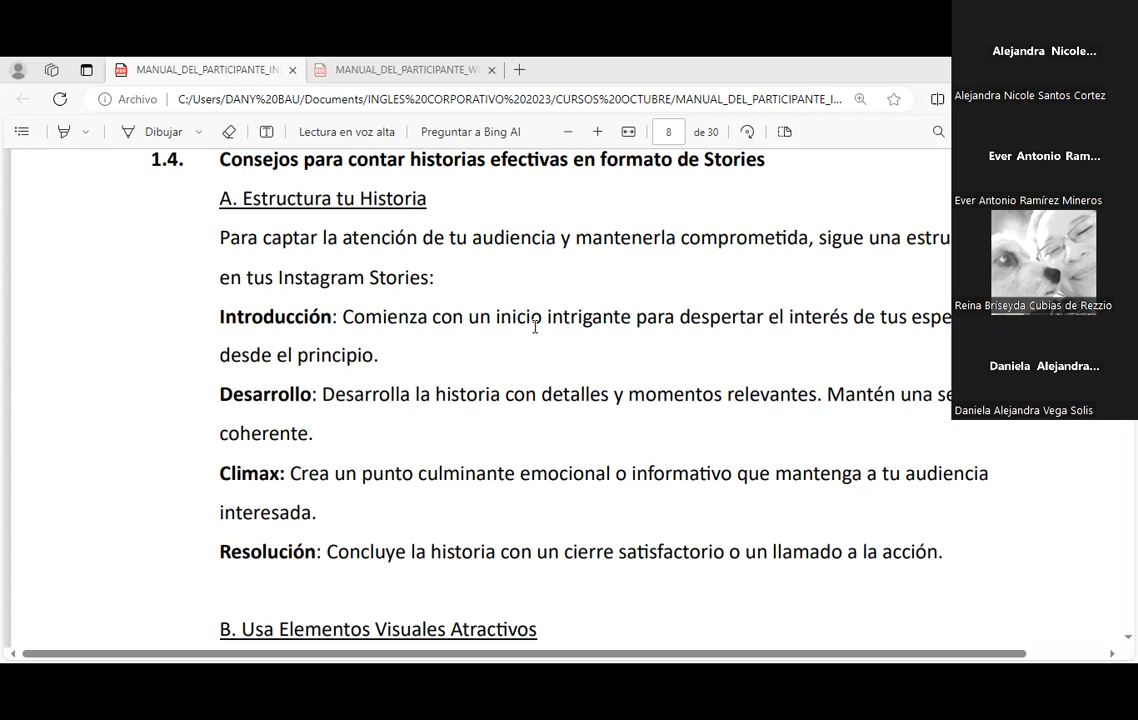 MANUAL_DEL_PARTICIPANTE_IN
MANUAL_DEL_PARTICIPANTE_WI
Archivo
C:/Users/DANY%20BAU/Documents/INGLES%20CORPORATIVO%202023/CURSOS%20OCTUBRE/MANUAL_DEL_PARTICIPANTE_I...
Dibujar
Lectura en voz alta
Preguntar a Bing AI
8
de 30
1.4. Consejos para contar historias efectivas en formato de Stories
A. Estructura tu Historia
Para captar la atención de tu audiencia y mantenerla comprometida, sigue una estru
en tus Instagram Stories:
Introducción: Comienza con un inicio intrigante para despertar el interés de tus espe
desde el principio.
Desarrollo: Desarrolla la historia con detalles y momentos relevantes. Mantén una se
coherente.
Climax: Crea un punto culminante emocional o informativo que mantenga a tu audiencia
interesada.
Resolución: Concluye la historia con un cierre satisfactorio o un llamado a la acción.
B. Usa Elementos Visuales Atractivos
Alejandra Nicole...
Alejandra Nicole Santos Cortez
Ever Antonio Ram...
Ever Antonio Ramírez Mineros
Reina Briseyda Cubias de Rezzio
Daniela Alejandra...
Daniela Alejandra Vega Solis